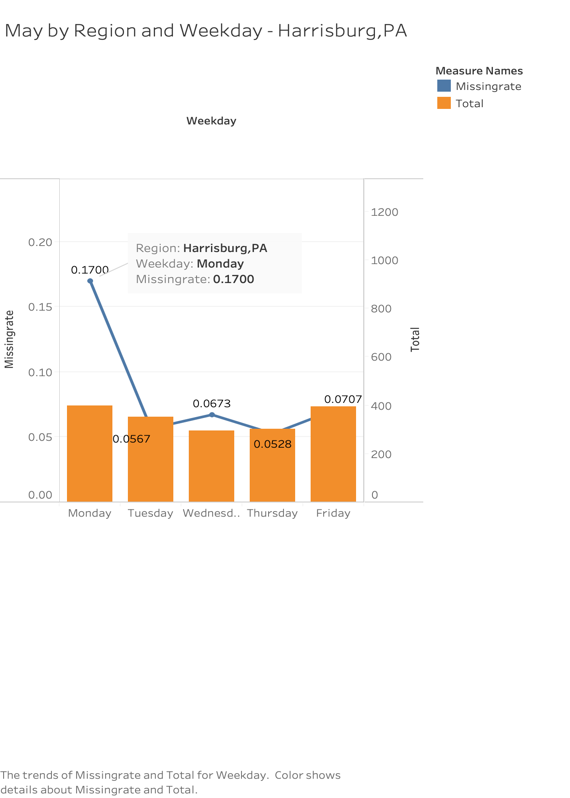 May by Region and Weekday - Harrisburg,PA
Measure Names
Missingrate
Total
Weekday
1200
0.20
Region: Harrisburg,PA
0.1700
Weekday: Monday
1000
Missingrate: 0.1700
0.15
800
Missingrate
Total
600
0.10
0.0673
0.0707
400
0.05
0.0567
0.0528
200
0.00
0
Monday Tuesday Wednesd.. Thursday Friday
The trends of Missingrate and Total for Weekday. Color shows
details about Missingrate and Total.